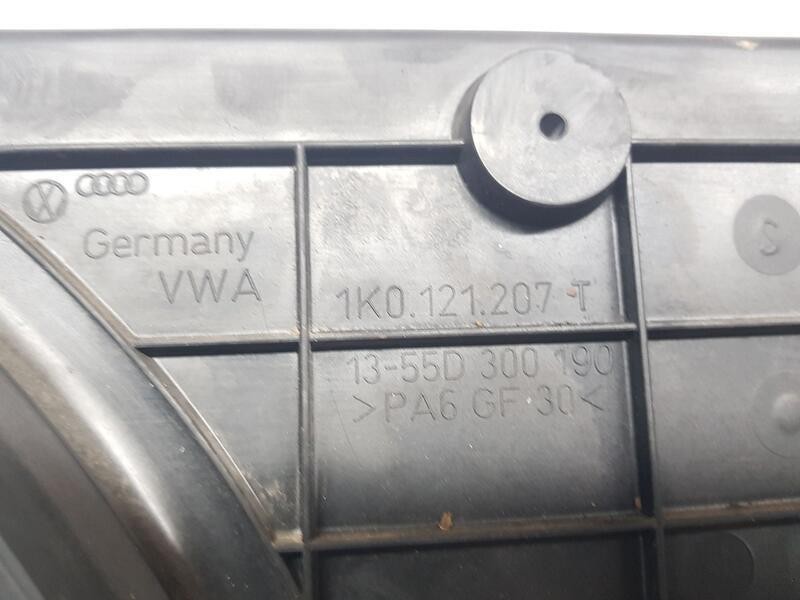 Germany
VWA
1K0.121.207 T
13-55D 300 190
>PA6 GF 30<
S